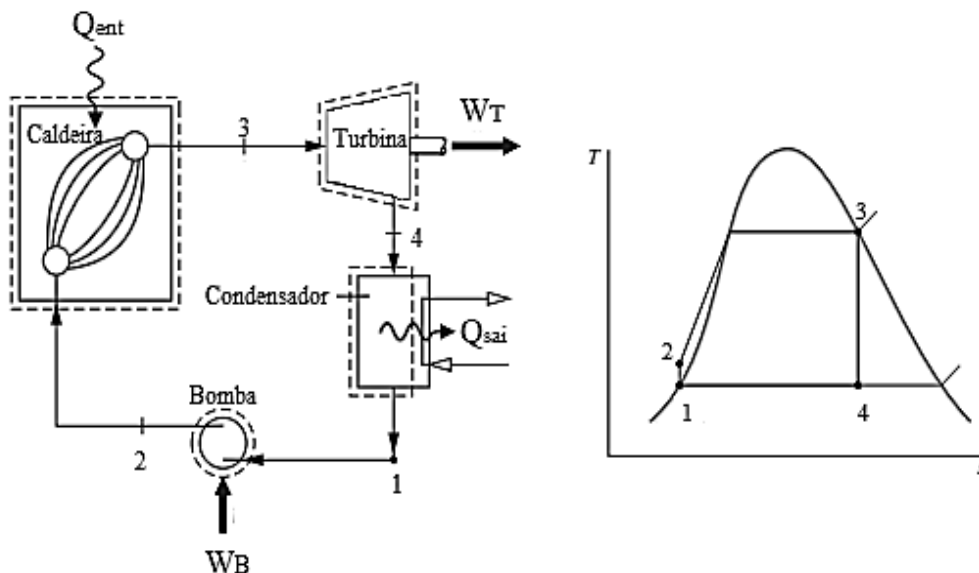 Qent
Caldeira
3
Turbina
WT
4
Condensador
Qsai
Bomba
2
1
WB
T
3
2
1
4